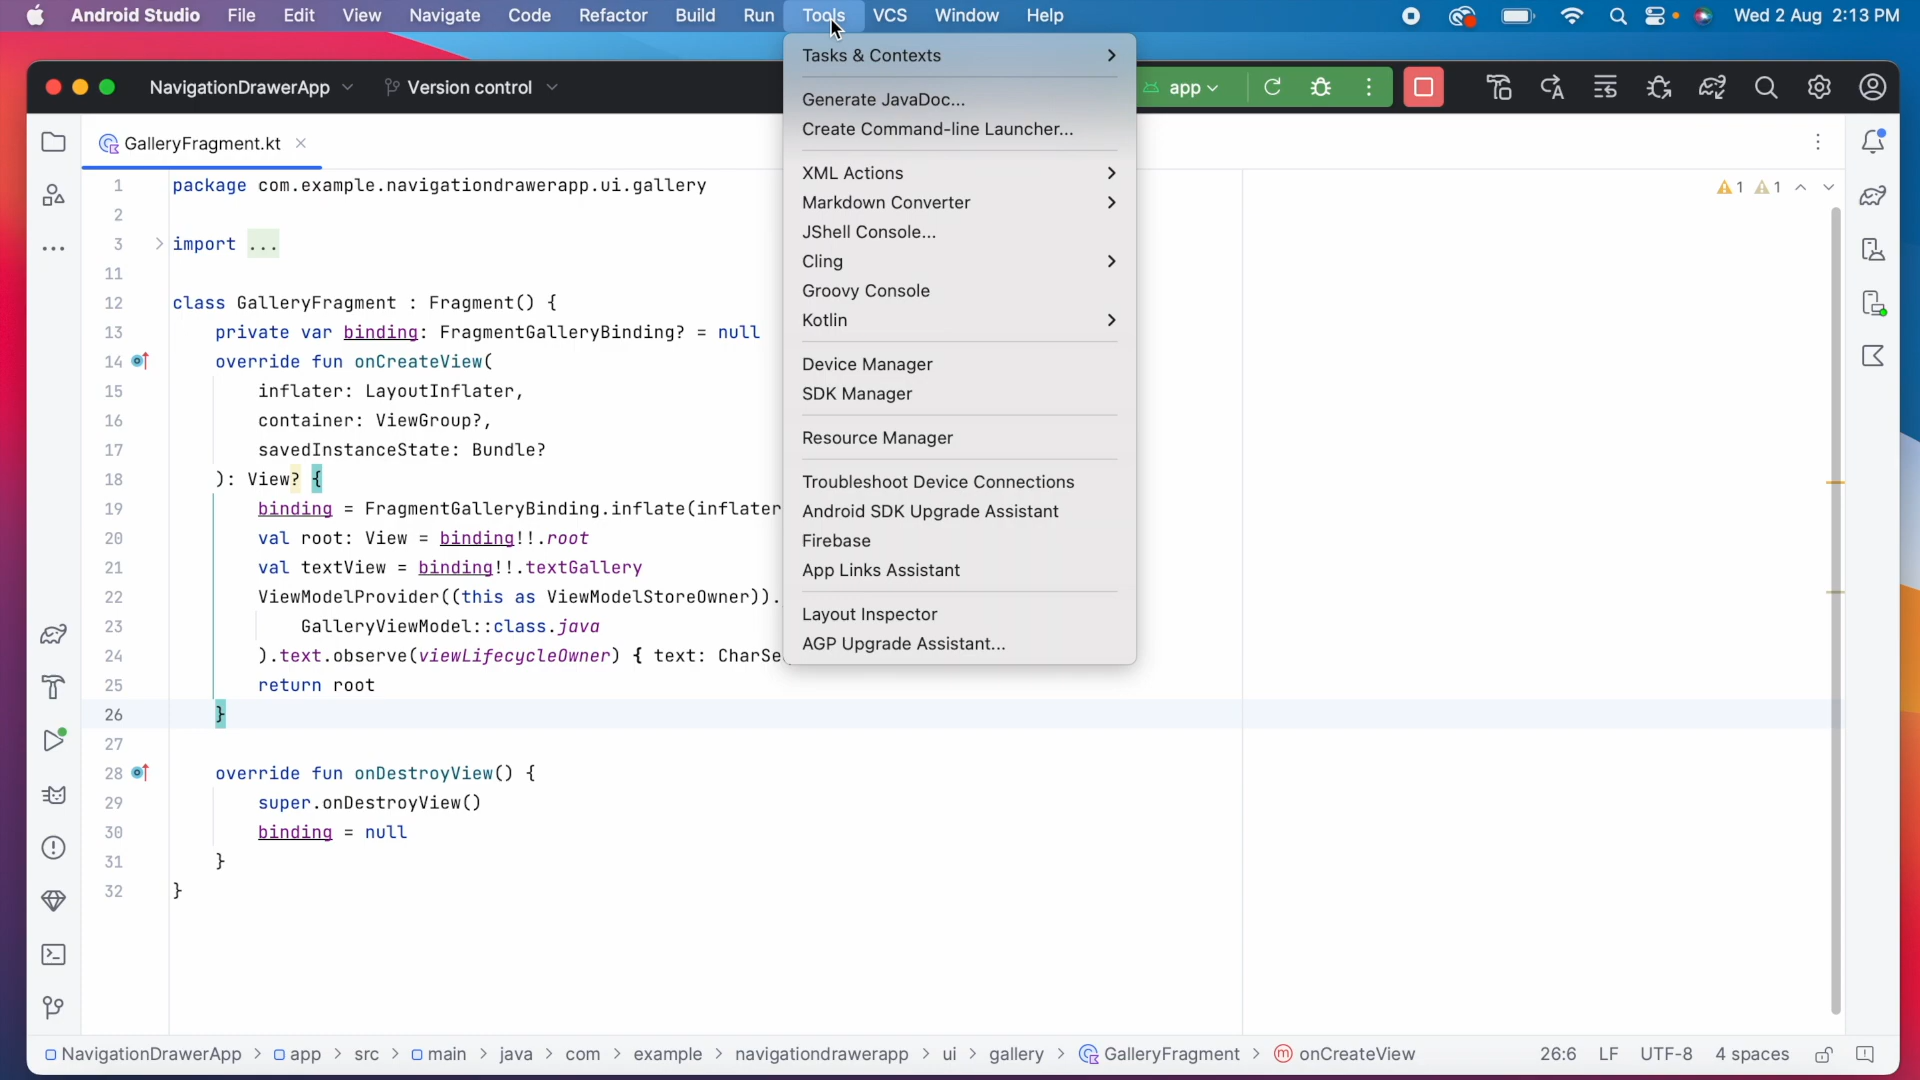 Android Studio File Edit View Navigate Code Refactor Build Run Tools VCS Window Help Wed 2 Aug 2:13 PM
NavigationDrawerApp Version control app
GalleryFragment.kt
Tasks & Contexts
Generate JavaDoc...
Create Command-line Launcher...
XML Actions
Markdown Converter
JShell Console...
Cling
Groovy Console
Kotlin
Device Manager
SDK Manager
Resource Manager
Troubleshoot Device Connections
Android SDK Upgrade Assistant
Firebase
App Links Assistant
Layout Inspector
AGP Upgrade Assistant...
1 package com.example.navigationdrawerapp.ui.gallery
1 1
2
3 import ...
11
12 class GalleryFragment : Fragment() {
13 private var binding: FragmentGalleryBinding? = null
14 override fun onCreateView(
15 inflater: LayoutInflater,
16 container: ViewGroup?,
17 savedInstanceState: Bundle?
18 ): View? {
19 binding = FragmentGalleryBinding.inflate(inflater
20 val root: View = binding!!.root
21 val textView = binding!!.textGallery
22 ViewModelProvider((this as ViewModelStoreOwner)).
23 GalleryViewModel::class.java
24 ).text.observe(viewLifecycleOwner) { text: CharSe
25 return root
26 }
27
28 override fun onDestroyView() {
29 super.onDestroyView()
30 binding = null
31 }
32 }
NavigationDrawerApp > app > src > main > java > com > example > navigationdrawerapp > ui > gallery > GalleryFragment > onCreateView 26:6 LF UTF-8 4 spaces